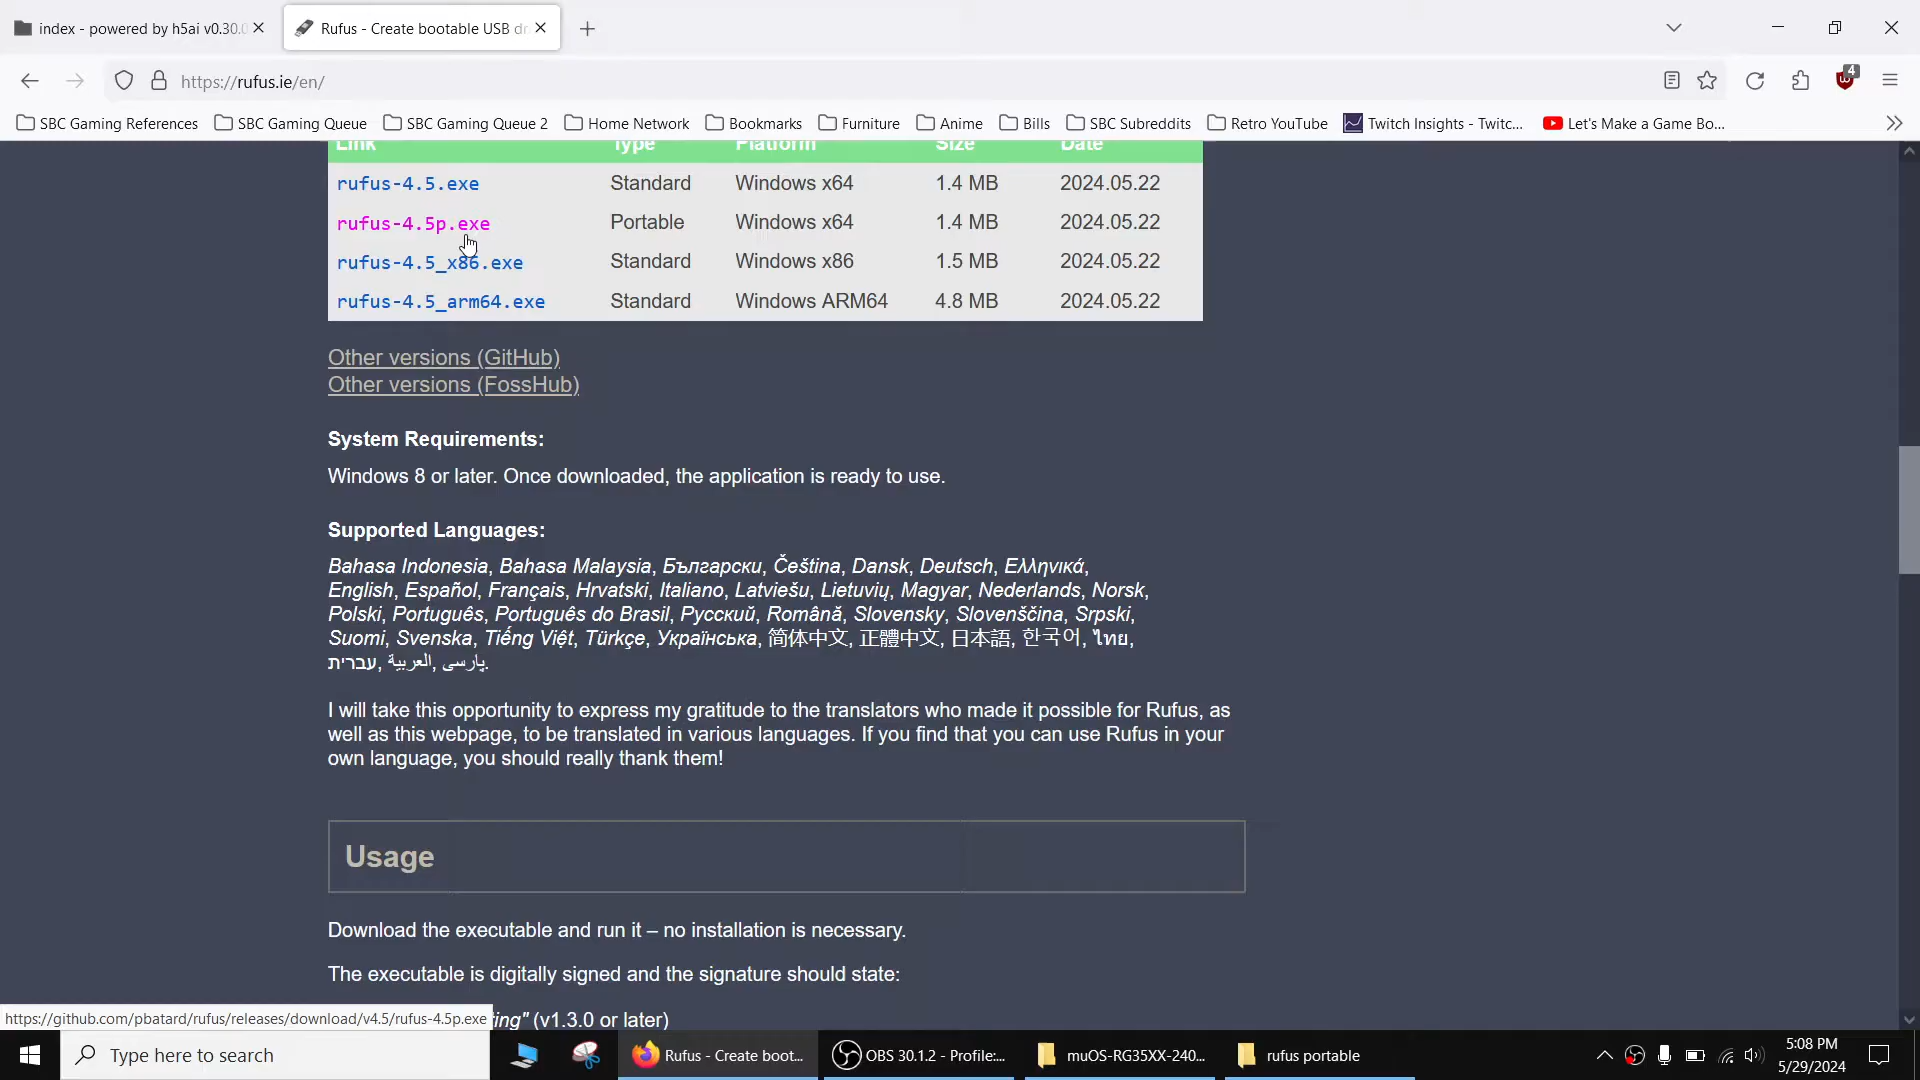 index - powered by h5ai v0.30.0
Rufus - Create bootable USB dr
https://rufus.ie/en/
4
SBC Gaming References
SBC Gaming Queue
SBC Gaming Queue 2
Home Network
Bookmarks
Furniture
Anime
Bills
SBC Subreddits
Retro YouTube
Twitch Insights - Twitc...
Let's Make a Game Bo...
Link Type Platform Size Date
rufus-4.5.exe Standard Windows x64 1.4 MB 2024.05.22
rufus-4.5p.exe Portable Windows x64 1.4 MB 2024.05.22
rufus-4.5_x86.exe Standard Windows x86 1.5 MB 2024.05.22
rufus-4.5_arm64.exe Standard Windows ARM64 4.8 MB 2024.05.22
Other versions (GitHub)
Other versions (FossHub)
System Requirements:
Windows 8 or later. Once downloaded, the application is ready to use.
Supported Languages:
Bahasa Indonesia, Bahasa Malaysia, Български, Čeština, Dansk, Deutsch, Ελληνικά,
English, Español, Français, Hrvatski, Italiano, Latviešu, Lietuvių, Magyar, Nederlands, Norsk,
Polski, Português, Português do Brasil, Русский, Română, Slovensky, Slovenščina, Srpski,
Suomi, Svenska, Tiếng Việt, Türkçe, Українська, 简体中文, 正體中文, 日本語, 한국어, ไทย,
עברית, العربية, پارسی.
I will take this opportunity to express my gratitude to the translators who made it possible for Rufus, as
well as this webpage, to be translated in various languages. If you find that you can use Rufus in your
own language, you should really thank them!
Usage
Download the executable and run it – no installation is necessary.
The executable is digitally signed and the signature should state:
ing" (v1.3.0 or later)
https://github.com/pbatard/rufus/releases/download/v4.5/rufus-4.5p.exe
Type here to search
Rufus - Create boot...
OBS 30.1.2 - Profile:...
muOS-RG35XX-240...
rufus portable
5:08 PM
5/29/2024